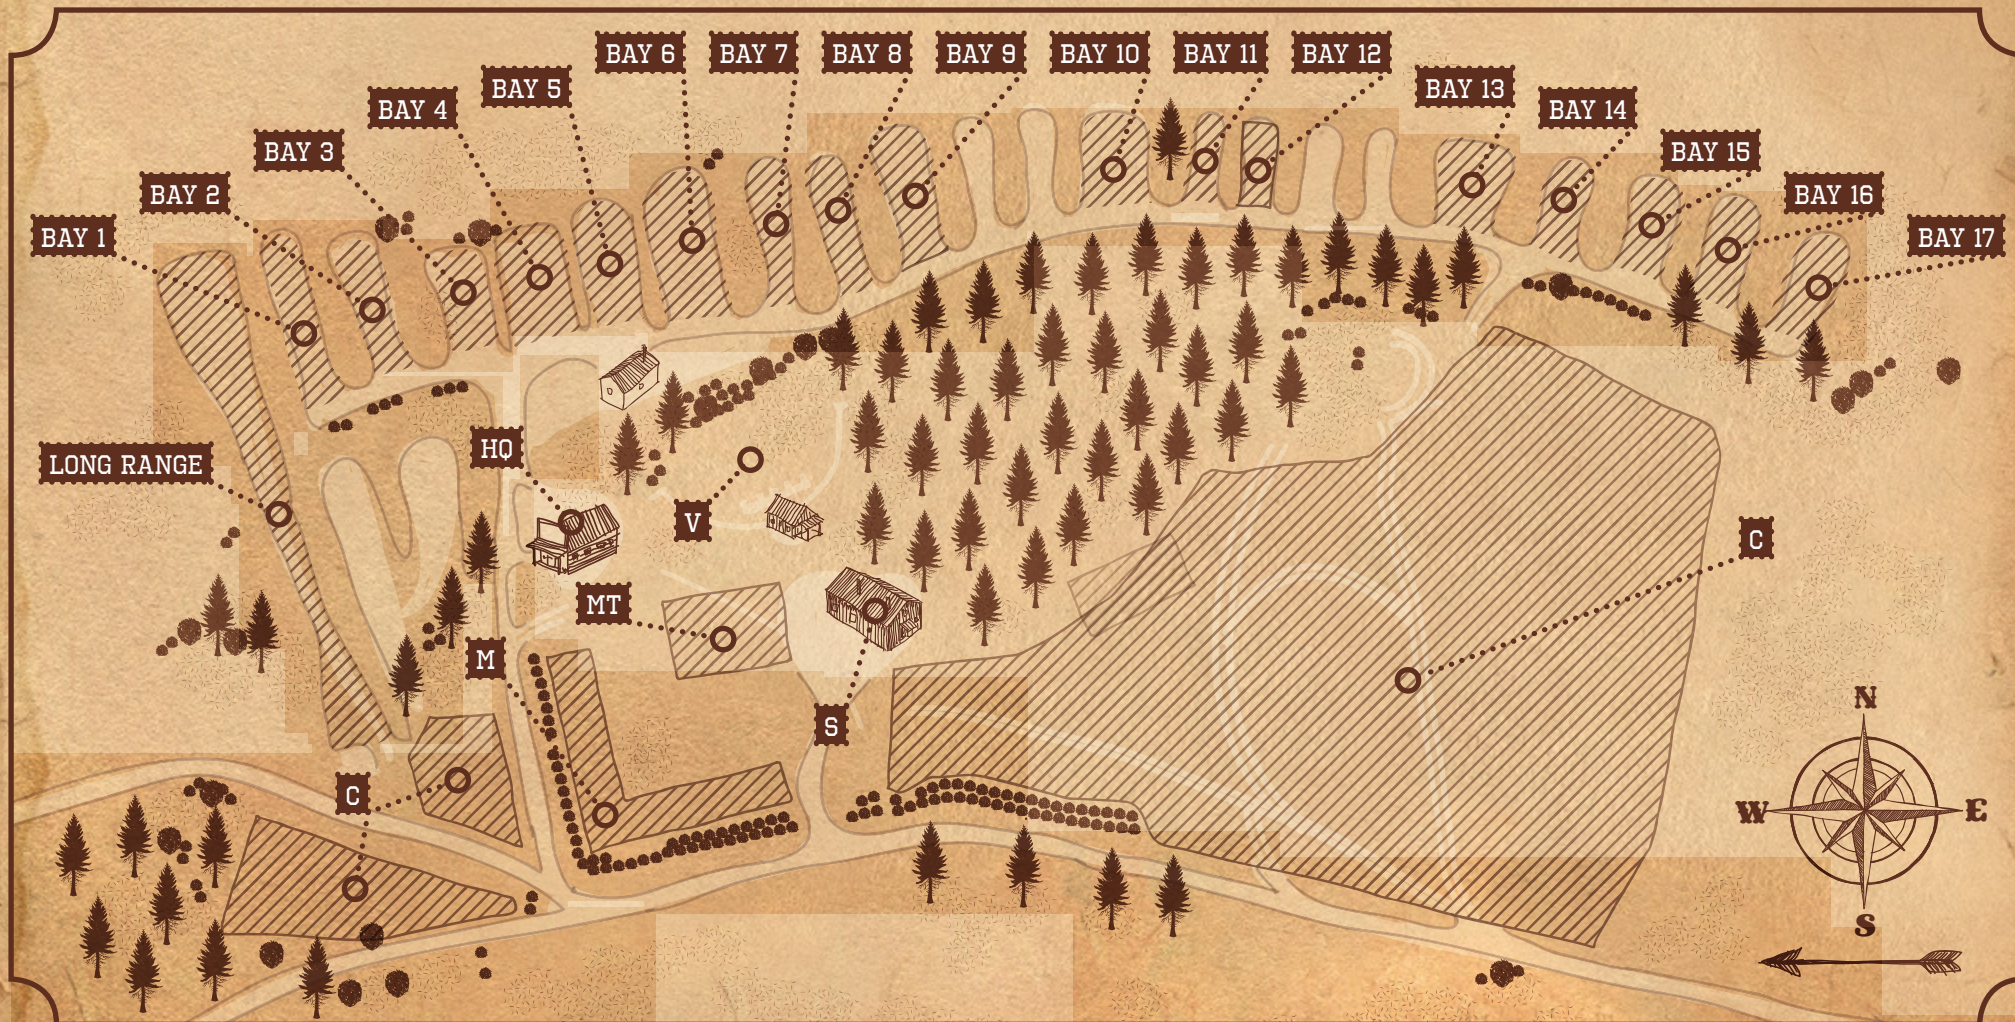 BAY 1
BAY 2
BAY 3
BAY 4
BAY 5
BAY 6
BAY 7
BAY 8
BAY 9
BAY 10
BAY 11
BAY 12
BAY 13
BAY 14
BAY 15
BAY 16
BAY 17
LONG RANGE
HQ
V
C
MT
M
S
C
N
W
E
S